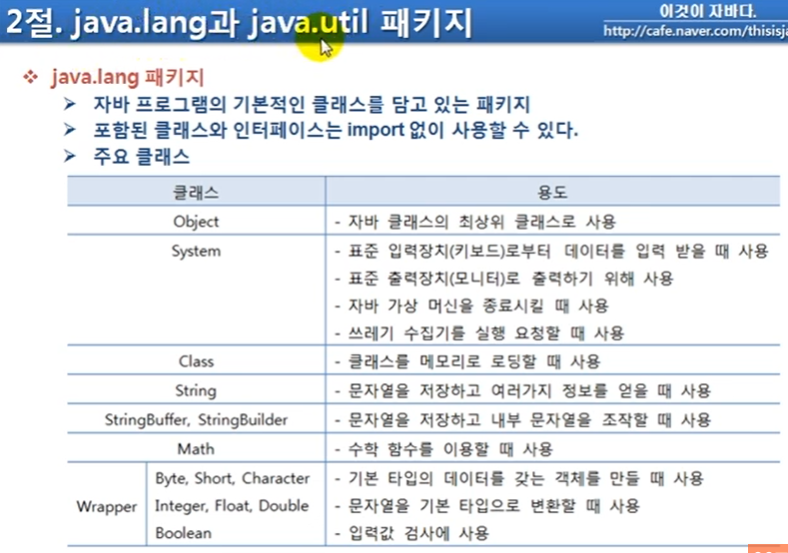 2절. java.lang과 java.util 패키지
이것이 자바다.
http://cafe.naver.com/thisisja
❖ java.lang 패키지
➢ 자바 프로그램의 기본적인 클래스를 담고 있는 패키지
➢ 포함된 클래스와 인터페이스는 import 없이 사용할 수 있다.
➢ 주요 클래스
클래스 용도
Object - 자바 클래스의 최상위 클래스로 사용
System - 표준 입력장치(키보드)로부터 데이터를 입력 받을 때 사용
- 표준 출력장치(모니터)로 출력하기 위해 사용
- 자바 가상 머신을 종료시킬 때 사용
- 쓰레기 수집기를 실행 요청할 때 사용
Class - 클래스를 메모리로 로딩할 때 사용
String - 문자열을 저장하고 여러가지 정보를 얻을 때 사용
StringBuffer, StringBuilder - 문자열을 저장하고 내부 문자열을 조작할 때 사용
Math - 수학 함수를 이용할 때 사용
Byte, Short, Character - 기본 타입의 데이터를 갖는 객체를 만들 때 사용
Wrapper Integer, Float, Double - 문자열을 기본 타입으로 변환할 때 사용
Boolean - 입력값 검사에 사용